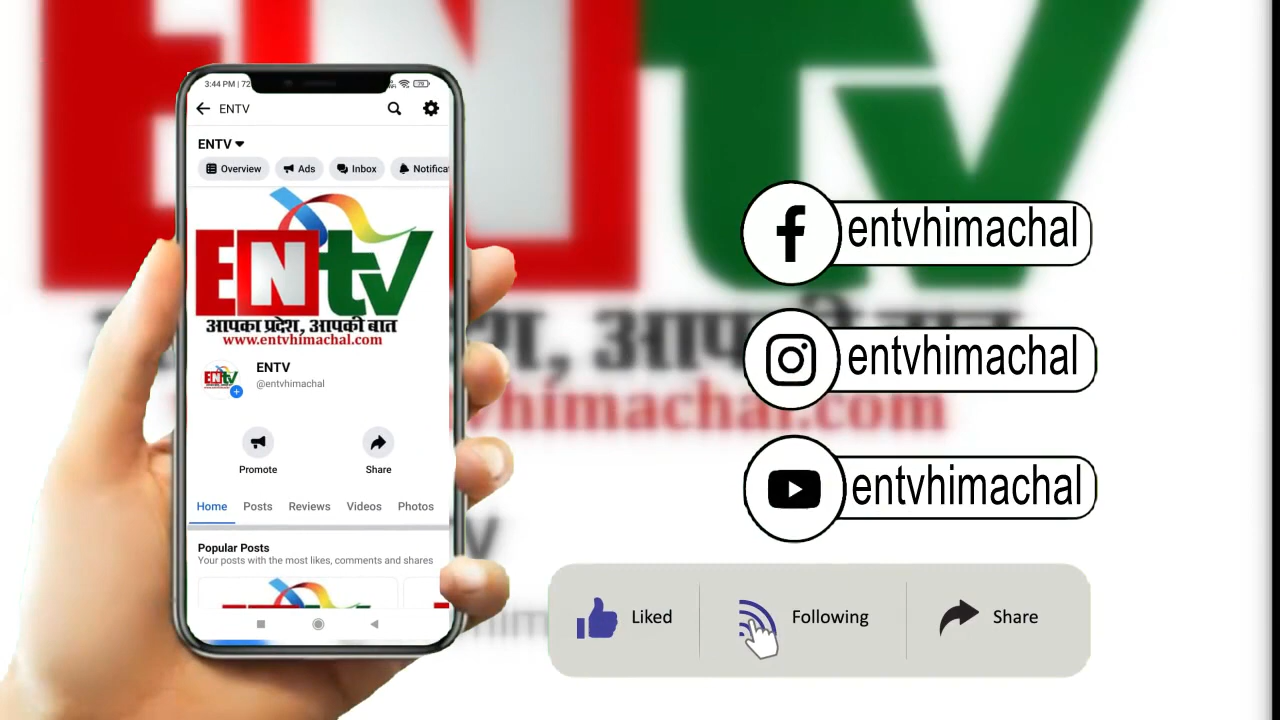 3:44 PM | 72
ENTV
ENTV
Overview
Ads
Inbox
Notifica
ENtv
आपका प्रदेश, आपकी बात
www.entvhimachal.com
ENTV
@entvhimachal
Promote
Share
Home
Posts
Reviews
Videos
Photos
Popular Posts
Your posts with the most likes, comments and shares
entvhimachal
entvhimachal
entvhimachal
Liked
Following
Share